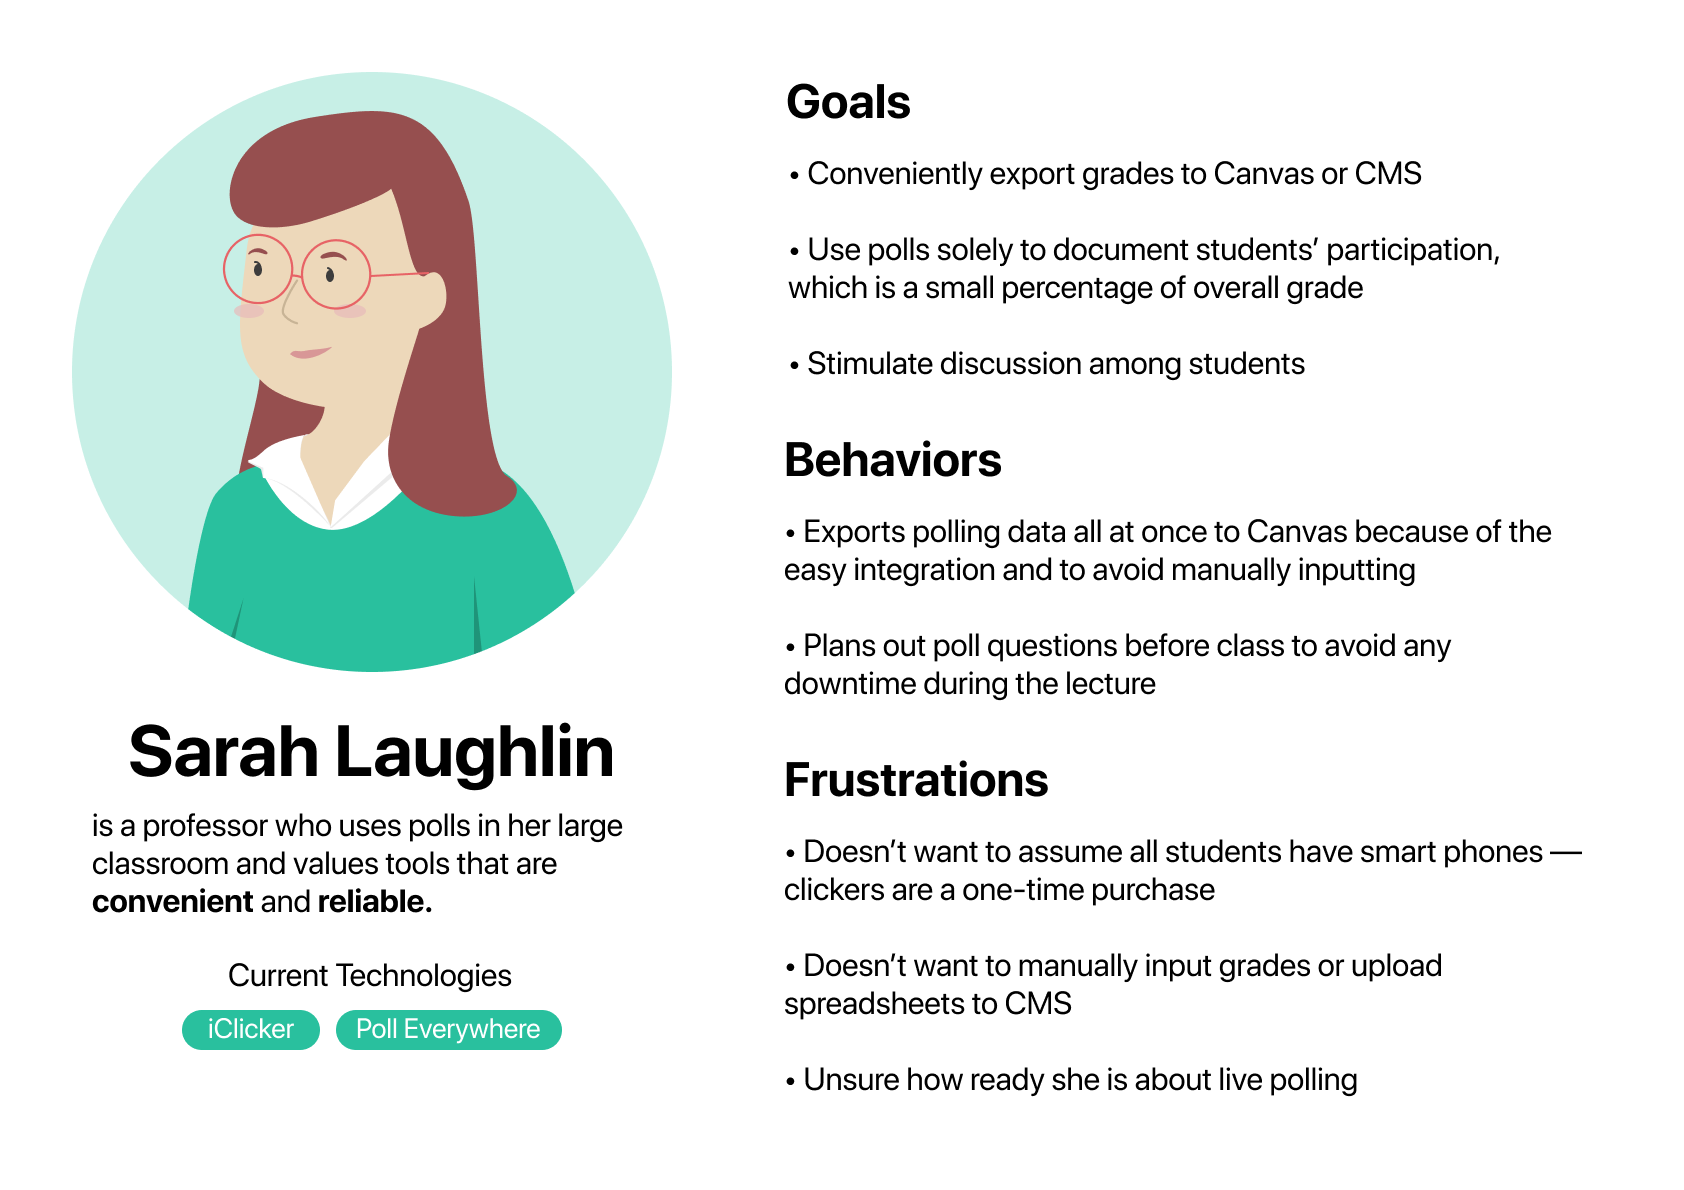 Sarah Laughlin
is a professor who uses polls in her large
classroom and values tools that are
convenient and reliable.
Current Technologies
iClicker
Poll Everywhere
Goals
• Conveniently export grades to Canvas or CMS
• Use polls solely to document students’ participation,
which is a small percentage of overall grade
• Stimulate discussion among students
Behaviors
• Exports polling data all at once to Canvas because of the
easy integration and to avoid manually inputting
• Plans out poll questions before class to avoid any
downtime during the lecture
Frustrations
• Doesn’t want to assume all students have smart phones —
clickers are a one-time purchase
• Doesn’t want to manually input grades or upload
spreadsheets to CMS
• Unsure how ready she is about live polling